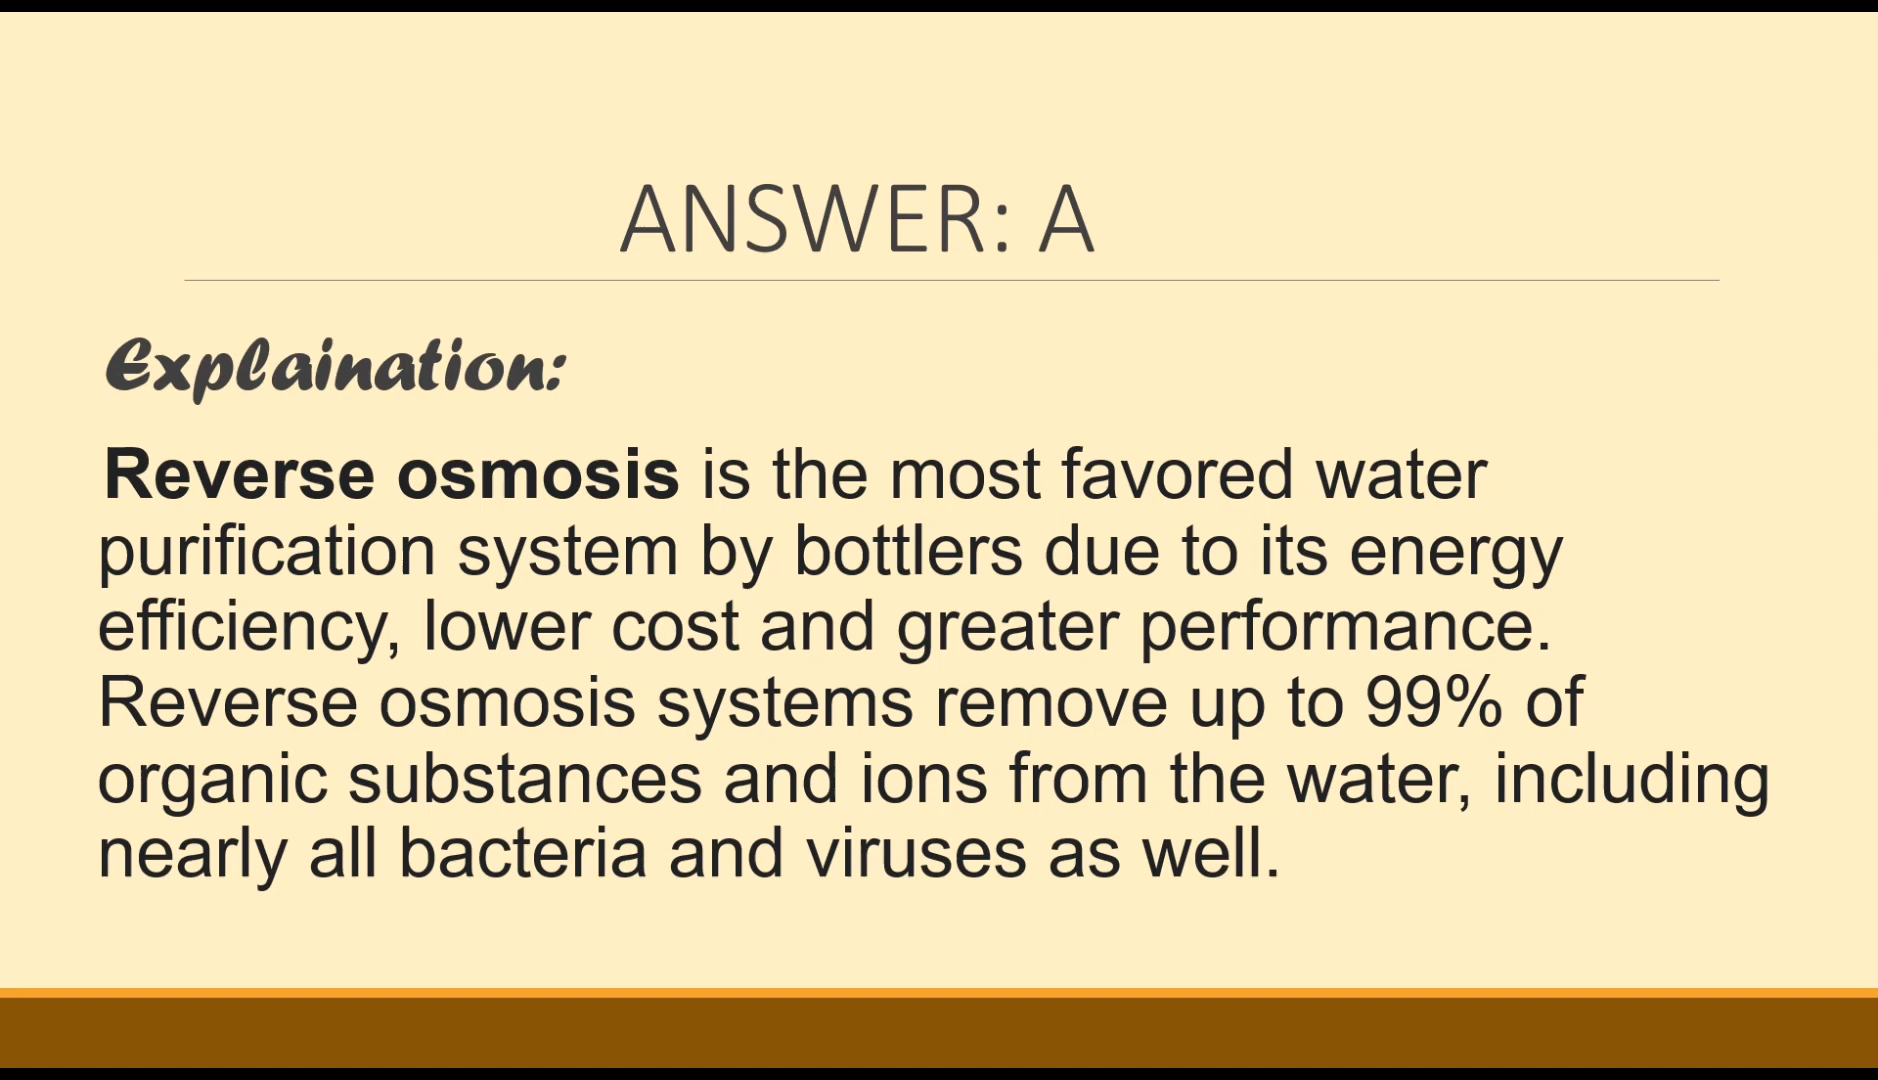 ANSWER: A
Explaination:
Reverse osmosis is the most favored water
purification system by bottlers due to its energy
efficiency, lower cost and greater performance.
Reverse osmosis systems remove up to 99% of
organic substances and ions from the water, including
nearly all bacteria and viruses as well.